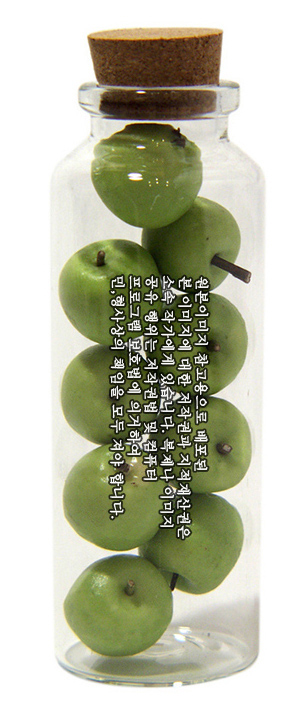 원본이미지 참고용으로 배포된
본이미지에 대한 저작권과 지적재산권은
소속 작가에게 있습니다. 복제나 이미지
공유 행위는 저작권법 및 컴퓨터
프로그램 보호법에 의거하여
민,형사상의 책임을 모두 져야 합니다.